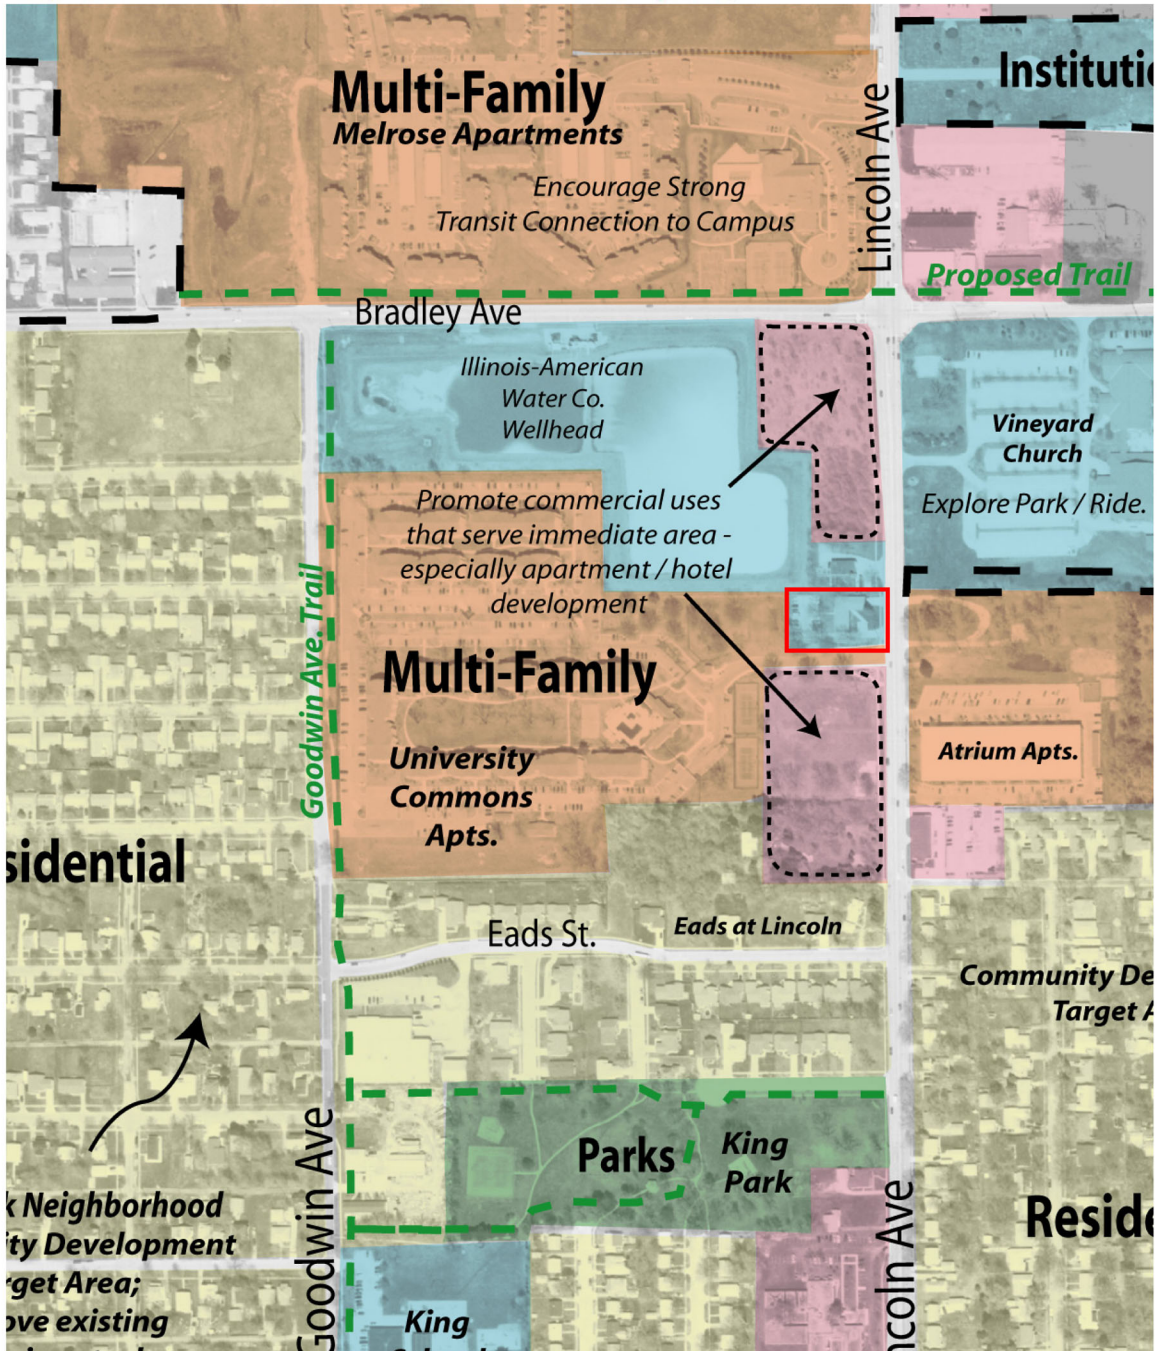 Multi-Family
Melrose Apartments
Encourage Strong
Transit Connection to Campus
Lincoln Ave
Proposed Trail
Bradley Ave
Illinois-American
Water Co.
Wellhead
Vineyard
Church
Explore Park / Ride.
Promote commercial uses
that serve immediate area -
especially apartment / hotel
development
Goodwin Ave. Trail
Multi-Family
University
Commons
Apts.
Atrium Apts.
sidential
Eads St.
Eads at Lincoln
Community De
Target A
Parks
King
Park
Goodwin Ave
ncoln Ave
k Neighborhood
ity Development
rget Area;
ove existing
Reside
King
Instituti